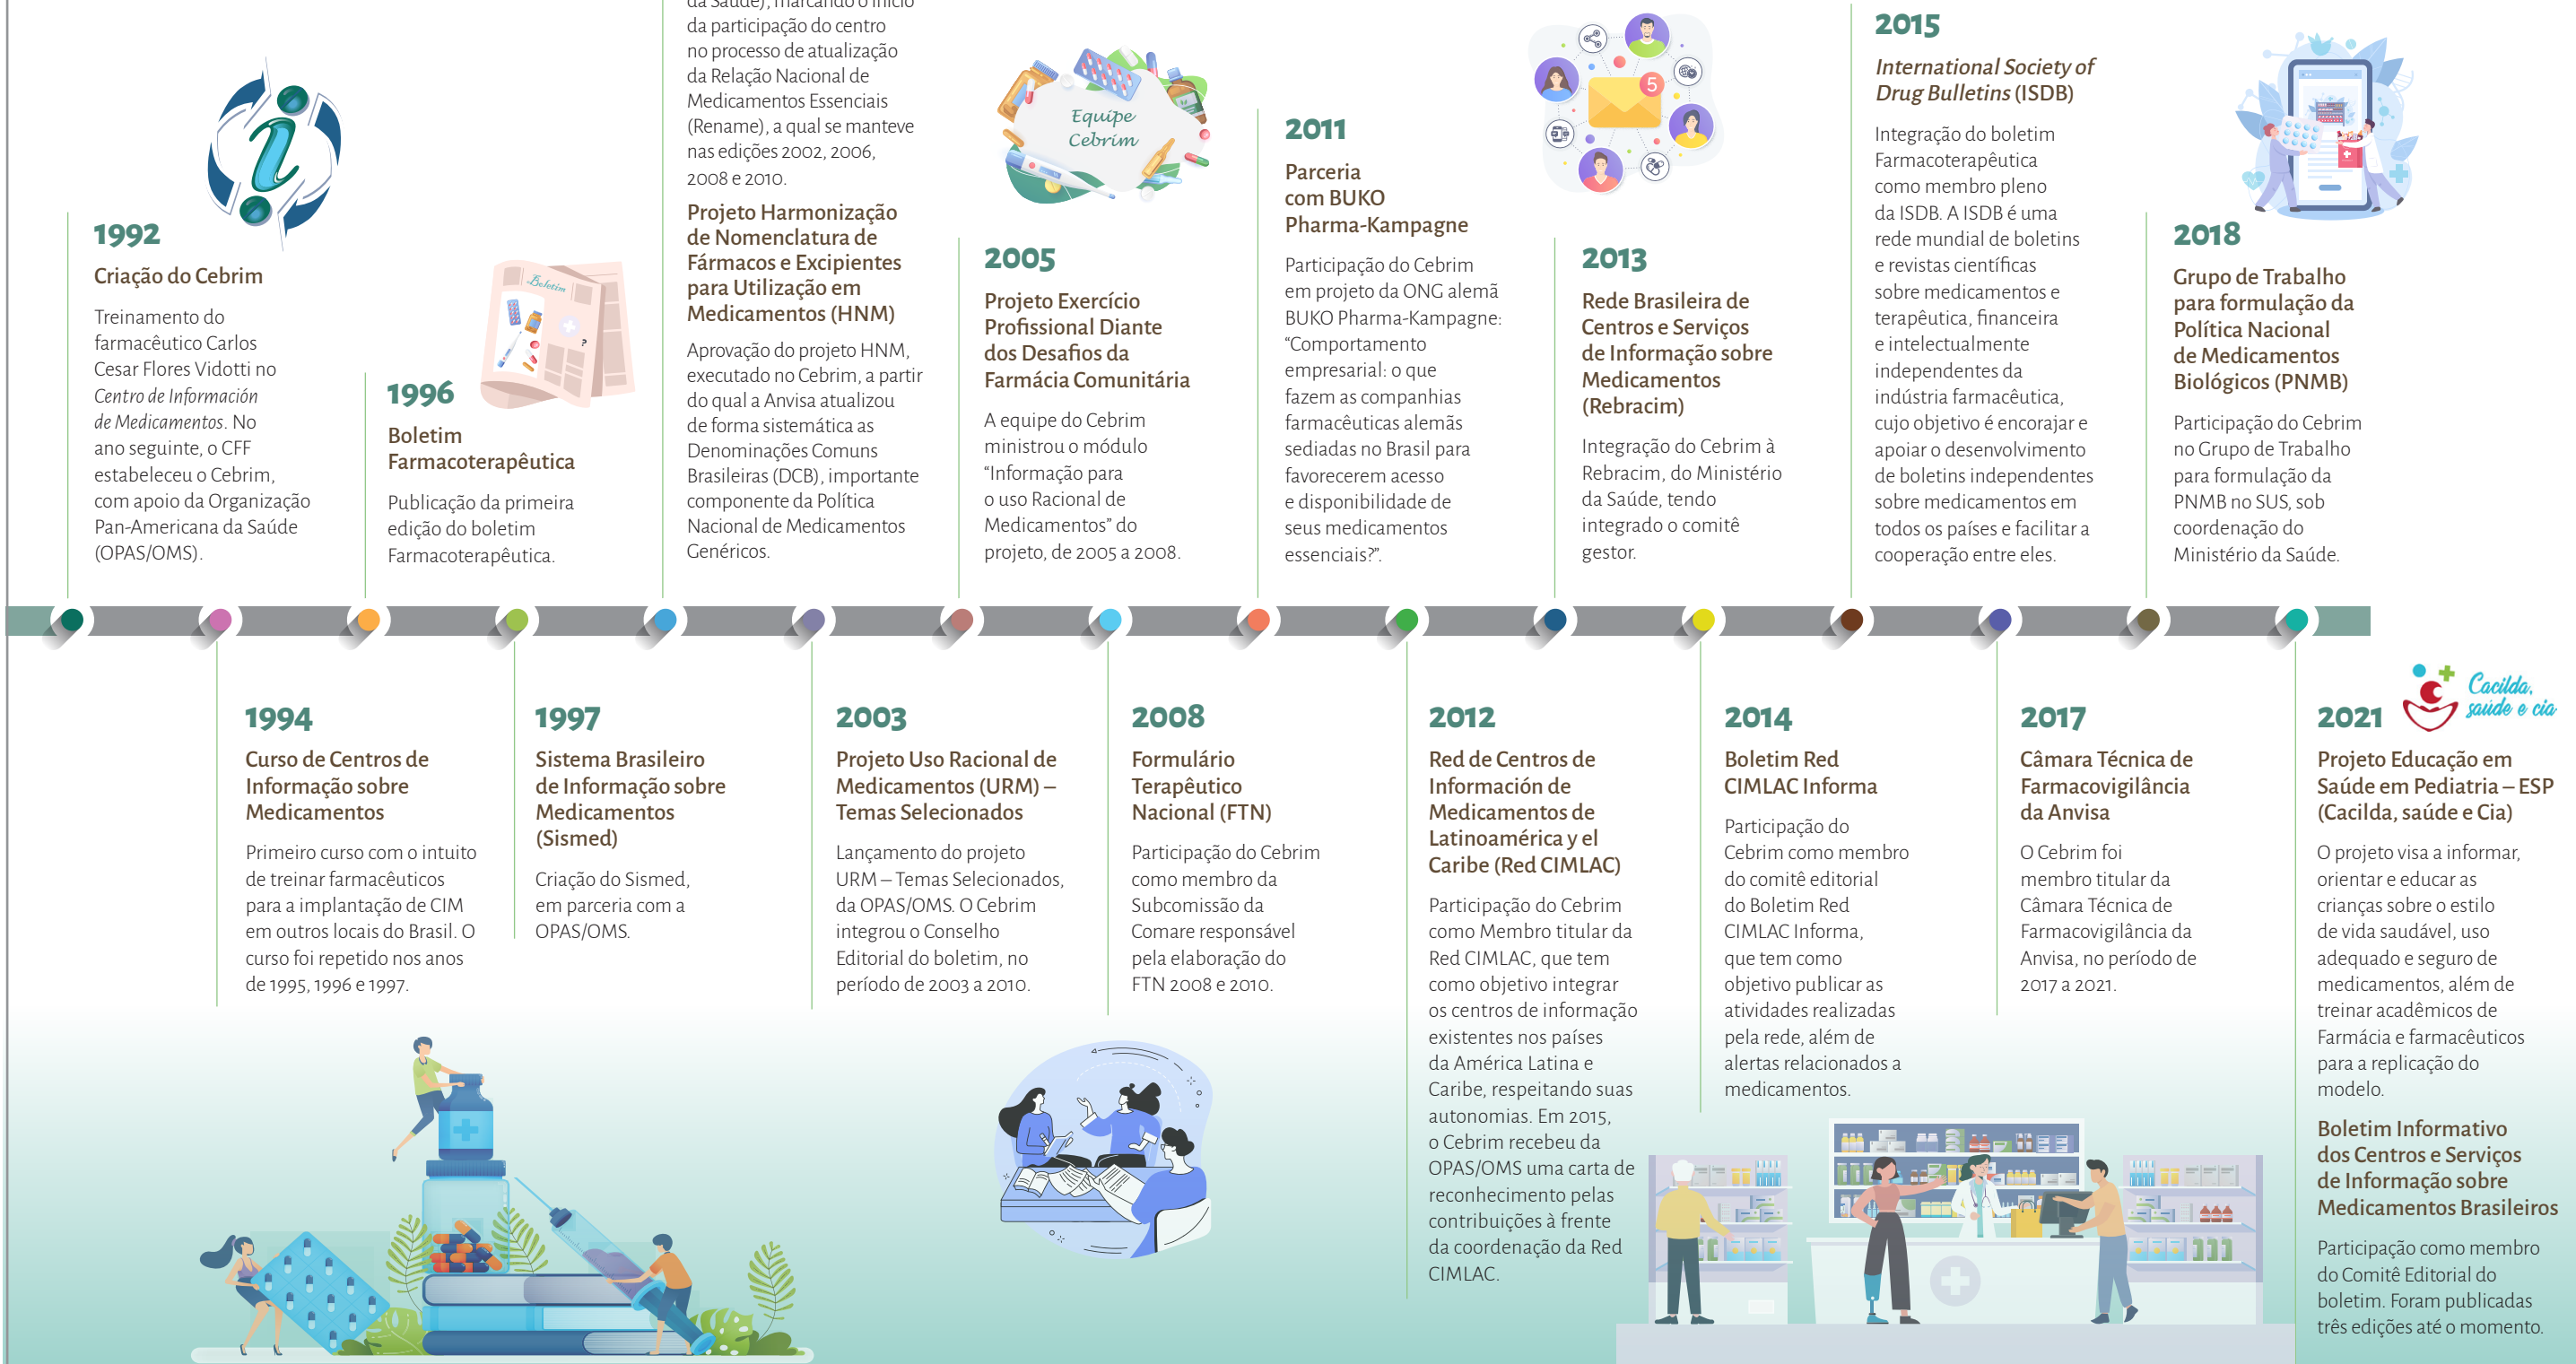 1992
Criação do Cebrim
Treinamento do
farmacêutico Carlos
Cesar Flores Vidotti no
Centro de Información
de Medicamentos. No
ano seguinte, o CFF
estabeleceu o Cebrim,
com apoio da Organização
Pan-Americana da Saúde
(OPAS/OMS).
1994
Curso de Centros de
Informação sobre
Medicamentos
Primeiro curso com o intuito
de treinar farmacêuticos
para a implantação de CIM
em outros locais do Brasil. O
curso foi repetido nos anos
de 1995, 1996 e 1997.
Boletim
?
1996
Boletim
Farmacoterapêutica
Publicação da primeira
edição do boletim
Farmacoterapêutica.
1997
Sistema Brasileiro
de Informação sobre
Medicamentos
(Sismed)
Criação do Sismed,
em parceria com a
OPAS/OMS.
da Saúde), marcando o início
da participação do centro
no processo de atualização
da Relação Nacional de
Medicamentos Essenciais
(Rename), a qual se manteve
nas edições 2002, 2006,
2008 e 2010.
Projeto Harmonização
de Nomenclatura de
Fármacos e Excipientes
para Utilização em
Medicamentos (HNM)
Aprovação do projeto HNM,
executado no Cebrim, a partir
do qual a Anvisa atualizou
de forma sistemática as
Denominações Comuns
Brasileiras (DCB), importante
componente da Política
Nacional de Medicamentos
Genéricos.
2003
Projeto Uso Racional de
Medicamentos (URM) –
Temas Selecionados
Lançamento do projeto
URM – Temas Selecionados,
da OPAS/OMS. O Cebrim
integrou o Conselho
Editorial do boletim, no
período de 2003 a 2010.
Equipe
Cebrim
2005
Projeto Exercício
Profissional Diante
dos Desafios da
Farmácia Comunitária
A equipe do Cebrim
ministrou o módulo
“Informação para
o uso Racional de
Medicamentos” do
projeto, de 2005 a 2008.
2008
Formulário
Terapêutico
Nacional (FTN)
Participação do Cebrim
como membro da
Subcomissão da
Comare responsável
pela elaboração do
FTN 2008 e 2010.
2011
Parceria
com BUKO
Pharma-Kampagne
Participação do Cebrim
em projeto da ONG alemã
BUKO Pharma-Kampagne:
“Comportamento
empresarial: o que
fazem as companhias
farmacêuticas alemãs
sediadas no Brasil para
favorecerem acesso
e disponibilidade de
seus medicamentos
essenciais?”.
2012
Red de Centros de
Información de
Medicamentos de
Latinoamérica y el
Caribe (Red CIMLAC)
Participação do Cebrim
como Membro titular da
Red CIMLAC, que tem
como objetivo integrar
os centros de informação
existentes nos países
da América Latina e
Caribe, respeitando suas
autonomias. Em 2015,
o Cebrim recebeu da
OPAS/OMS uma carta de
reconhecimento pelas
contribuições à frente
da coordenação da Red
CIMLAC.
5
2013
Rede Brasileira de
Centros e Serviços
de Informação sobre
Medicamentos
(Rebracim)
Integração do Cebrim à
Rebracim, do Ministério
da Saúde, tendo
integrado o comitê
gestor.
2014
Boletim Red
CIMLAC Informa
Participação do
Cebrim como membro
do comitê editorial
do Boletim Red
CIMLAC Informa,
que tem como
objetivo publicar as
atividades realizadas
pela rede, além de
alertas relacionados a
medicamentos.
2015
International Society of
Drug Bulletins (ISDB)
Integração do boletim
Farmacoterapêutica
como membro pleno
da ISDB. A ISDB é uma
rede mundial de boletins
e revistas científicas
sobre medicamentos e
terapêutica, financeira
e intelectualmente
independentes da
indústria farmacêutica,
cujo objetivo é encorajar e
apoiar o desenvolvimento
de boletins independentes
sobre medicamentos em
todos os países e facilitar a
cooperação entre eles.
2017
Câmara Técnica de
Farmacovigilância
da Anvisa
O Cebrim foi
membro titular da
Câmara Técnica de
Farmacovigilância da
Anvisa, no período de
2017 a 2021.
2018
Grupo de Trabalho
para formulação da
Política Nacional
de Medicamentos
Biológicos (PNMB)
Participação do Cebrim
no Grupo de Trabalho
para formulação da
PNMB no SUS, sob
coordenação do
Ministério da Saúde.
2021
Cacilda,
saúde e cia
Projeto Educação em
Saúde em Pediatria – ESP
(Cacilda, saúde e Cia)
O projeto visa a informar,
orientar e educar as
crianças sobre o estilo
de vida saudável, uso
adequado e seguro de
medicamentos, além de
treinar acadêmicos de
Farmácia e farmacêuticos
para a replicação do
modelo.
Boletim Informativo
dos Centros e Serviços
de Informação sobre
Medicamentos Brasileiros
Participação como membro
do Comitê Editorial do
boletim. Foram publicadas
três edições até o momento.